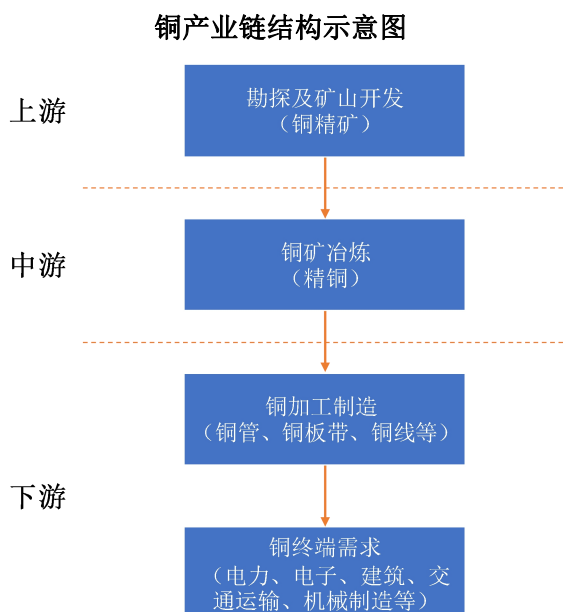 铜产业链结构示意图
上游
勘探及矿山开发
（铜精矿）
中游
铜矿冶炼
（精铜）
下游
铜加工制造
（铜管、铜板带、铜线等）
铜终端需求
（电力、电子、建筑、交
通运输、机械制造等）